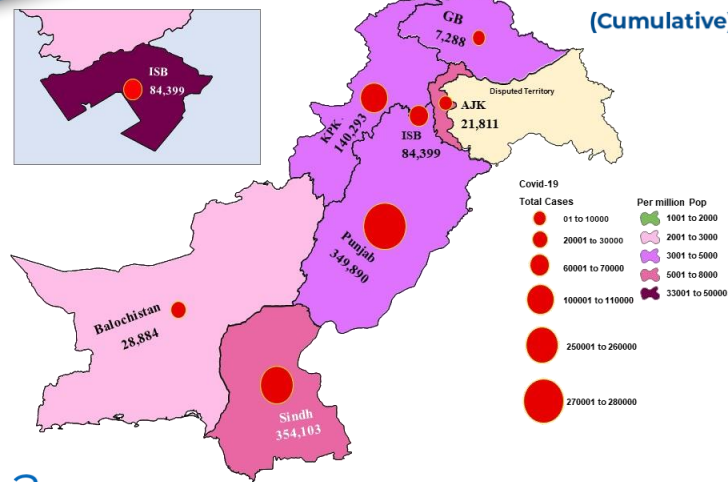 (Cumulative)
ISB
84,399
GB
7,288
Disputed Territory
AJK
21,811
KPK
140,293
ISB
84,399
Punjab
349,890
Balochistan
28,884
Sindh
354,103
Covid-19
Total Cases
01 to 10000
20001 to 30000
60001 to 70000
100001 to 110000
250001 to 260000
270001 to 280000
Per million Pop
1001 to 2000
2001 to 3000
3001 to 5000
5001 to 8000
33001 to 50000